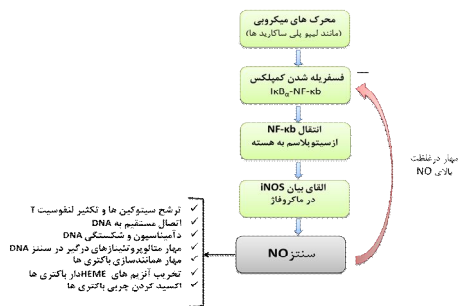 محرک های میکروبی
(مانند لیپو پلی ساکارید ها)
فسفریله شدن کمپلکس
IκBα-NF-κb
انتقال NF-κb
ازسیتوپلاسم به هسته
القای بیان iNOS
در ماکروفاژ
سنتزNO
مهار درغلظت
بالای NO
ترشح سیتوکین ها و تکثیر لنفوسیت T
اتصال مستقیم به DNA
دآمیناسیون و شکستگی DNA
مهار متالوپروتئینازهای درگیر در سنتز DNA
مهار همانندسازی باکتری ها
تخریب آنزیم های HEMEدار باکتری ها
اکسید کردن چربی باکتری ها